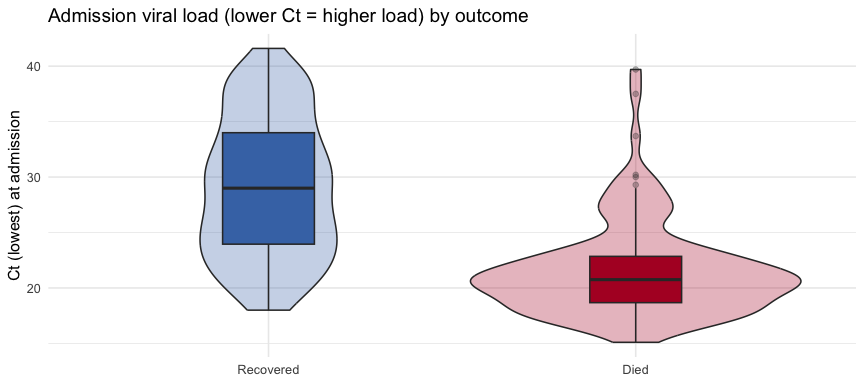 Admission viral load (lower Ct = higher load) by outcome
Ct (lowest) at admission
40
30
20
Recovered
Died